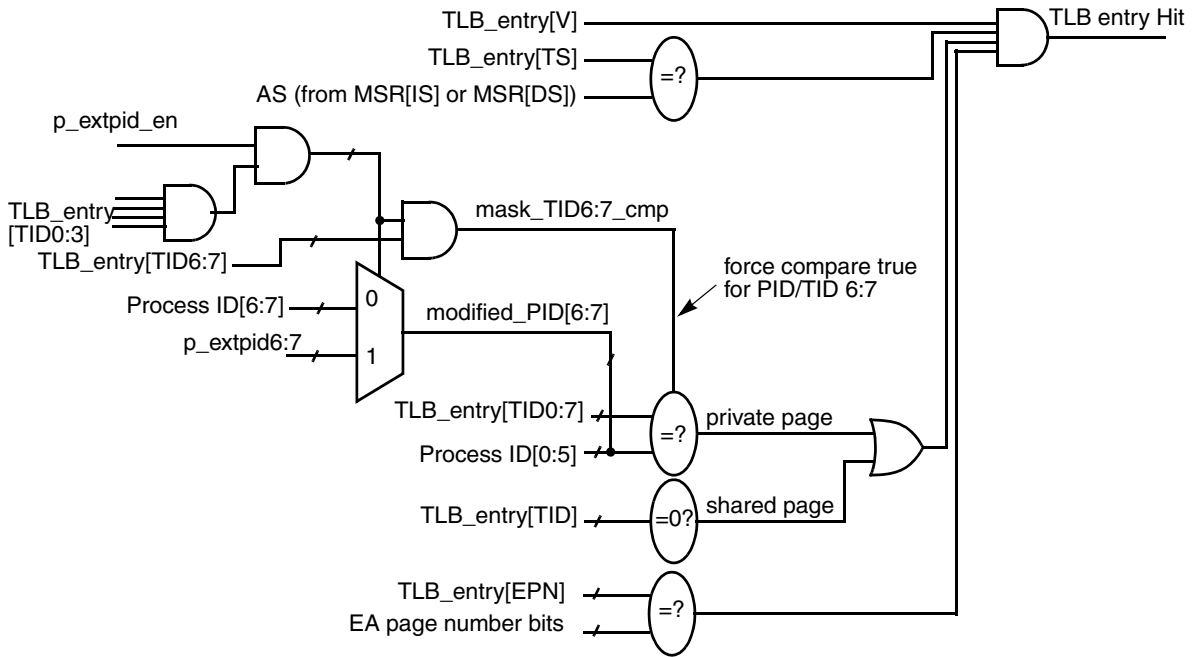 TLB_entry[V]
TLB entry Hit
TLB_entry[TS]
=?
AS (from MSR[IS] or MSR[DS])
p_extpid_en
TLB_entry
[TID0:3]
mask_TID6:7_cmp
TLB_entry[TID6:7]
force compare true
for PID/TID 6:7
Process ID[6:7]
0
modified_PID[6:7]
p_extpid6:7
1
TLB_entry[TID0:7]
=?
private page
Process ID[0:5]
TLB_entry[TID]
=0?
shared page
TLB_entry[EPN]
=?
EA page number bits